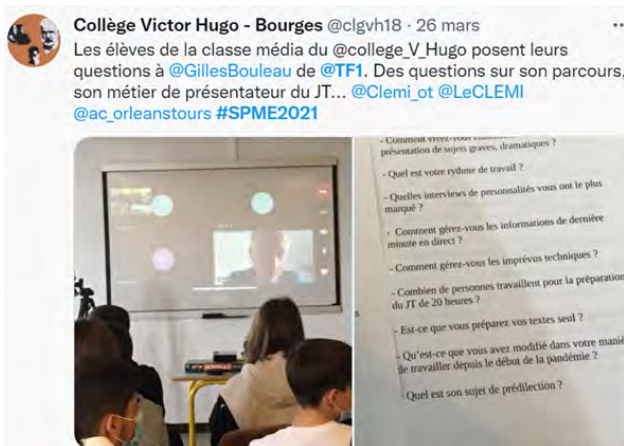 Collège Victor Hugo - Bourges @clgvh18 · 26 mars
Les élèves de la classe média du @college_V_Hugo posent leurs
questions à @GillesBouleau de @TF1. Des questions sur son parcours,
son métier de présentateur du JT... @Clemi_ot @LeCLEMI
@ac_orleanstours #SPME2021
- Comment vivez-vous
présentation de sujets graves, dramatiques ?
- Quel est votre rythme de travail ?
- Quelles interviews de personnalités vous ont le plus
marqué ?
- Comment gérez-vous les informations de dernière
minute en direct ?
- Comment gérez-vous les imprévus techniques ?
- Combien de personnes travaillent pour la préparation
du JT de 20 heures ?
- Est-ce que vous préparez vos textes seul ?
- Qu'est-ce que vous avez modifié dans votre maniè
de travailler depuis le début de la pandémie ?
- Quel est son sujet de prédilection ?